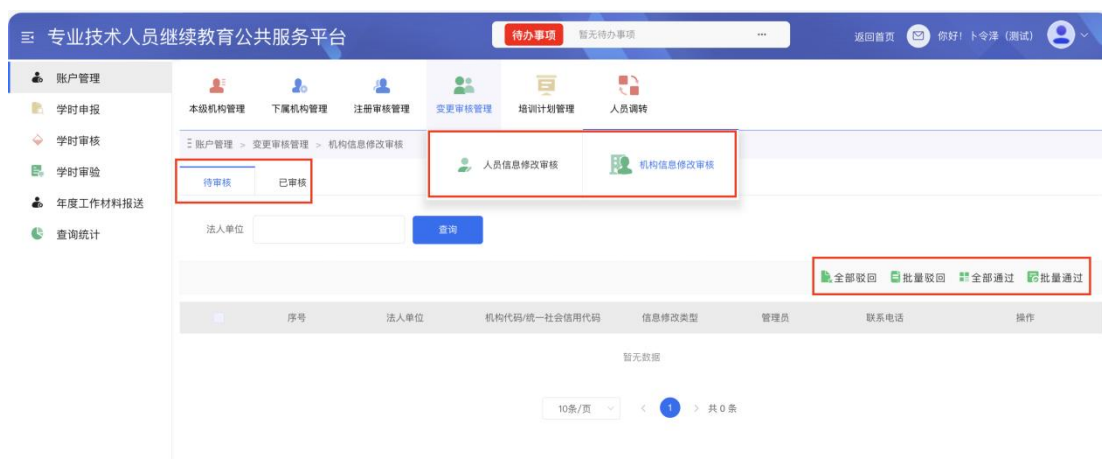 专业技术人员继续教育公共服务平台
待办事项 暂无待办事项 ...
返回首页 你好！卜令泽（测试）
账户管理
学时申报
学时审核
学时审验
年度工作材料报送
查询统计
本级机构管理 下属机构管理 注册审核管理 变更审核管理 培训计划管理 人员调转
账户管理 > 变更审核管理 > 机构信息修改审核
人员信息修改审核 机构信息修改审核
待审核 已审核
法人单位 查询
全部驳回 批量驳回 全部通过 批量通过
序号 法人单位 机构代码/统一社会信用代码 信息修改类型 管理员 联系电话 操作
暂无数据
10条/页 < 1 > 共 0 条